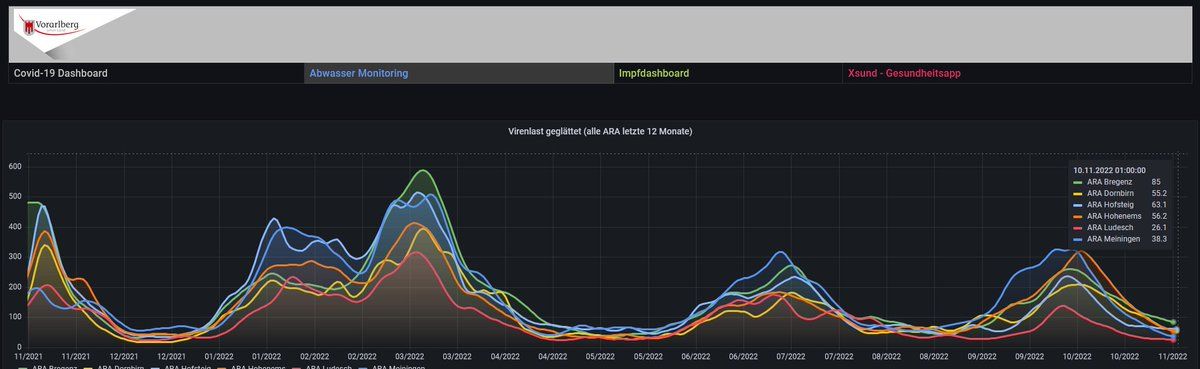 Vorarlberg
Covid-19 Dashboard
Abwasser Monitoring
Impfdashboard
Xsund - Gesundheitsapp
Virenlast geglättet (alle ARA letzte 12 Monate)
600
500
400
300
200
100
0
10.11.2022 01:00:00
ARA Bregenz 85
ARA Dornbirn 55.2
ARA Hofsteig 63.1
ARA Hohenems 56.2
ARA Ludesch 26.1
ARA Meiningen 38.3
11/2021 11/2021 12/2021 12/2021 01/2022 01/2022 02/2022 02/2022 03/2022 03/2022 04/2022 04/2022 05/2022 05/2022 06/2022 06/2022 07/2022 07/2022 08/2022 08/2022 09/2022 09/2022 10/2022 10/2022 11/2022
ARA Bregenz ARA Dornbirn ARA Hofsteig ARA Hohenems ARA Ludesch ARA Meiningen